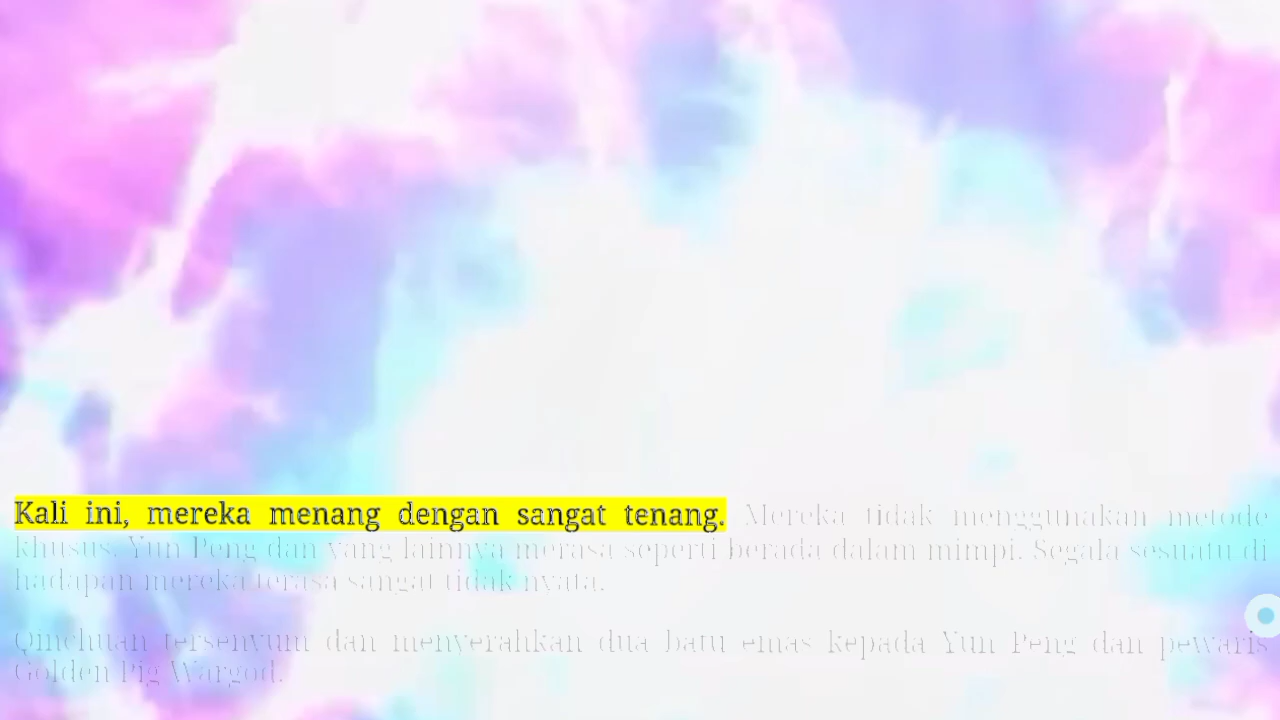 Kali ini, mereka menang dengan sangat tenang. Mereka tidak menggunakan metode
khusus. Yun Peng dan yang lainnya merasa seperti berada dalam mimpi. Segala sesuatu di
hadapan mereka terasa sangat tidak nyata.
Qinchuan tersenyum dan menyerahkan dua batu emas kepada Yun Peng dan pewaris
Golden Pig Wargod.